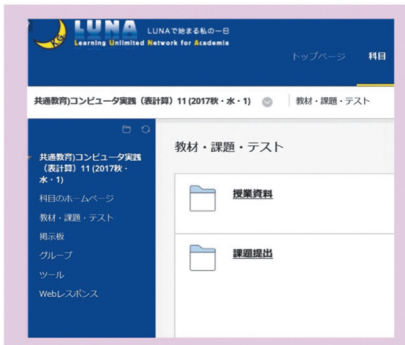 LUNA LUNAで始まる私の一日
Learning Unlimited Network for Academia
トップページ 科目
共通教育)コンピュータ実践(表計算)11(2017秋・水・1) 教材・課題・テスト
共通教育)コンピュータ実践
(表計算)11(2017秋・
水・1)
科目のホームページ
教材・課題・テスト
掲示板
グループ
ツール
Webレスポンス
教材・課題・テスト
授業資料
課題提出